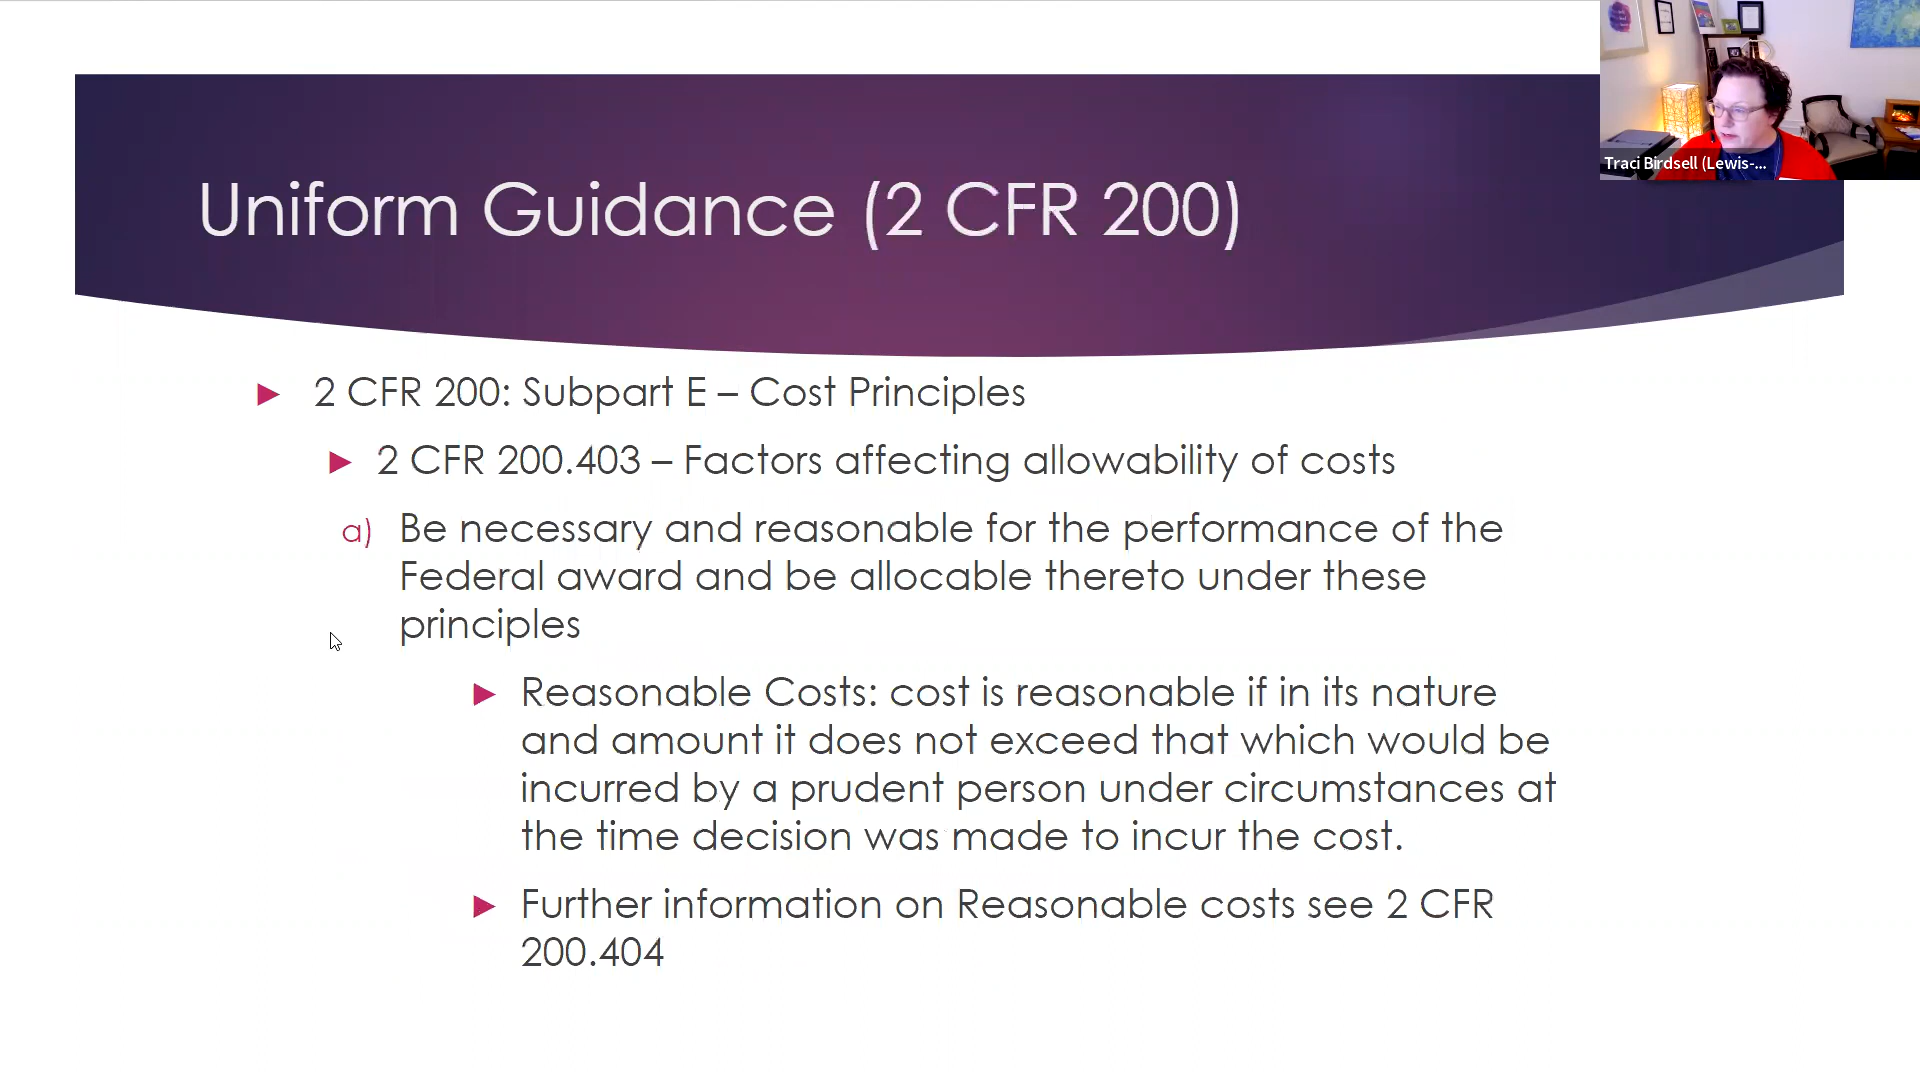 Traci Birdsell (Lewis-...
Uniform Guidance (2 CFR 200)
2 CFR 200: Subpart E – Cost Principles
2 CFR 200.403 – Factors affecting allowability of costs
a) Be necessary and reasonable for the performance of the
Federal award and be allocable thereto under these
principles
Reasonable Costs: cost is reasonable if in its nature
and amount it does not exceed that which would be
incurred by a prudent person under circumstances at
the time decision was made to incur the cost.
Further information on Reasonable costs see 2 CFR
200.404